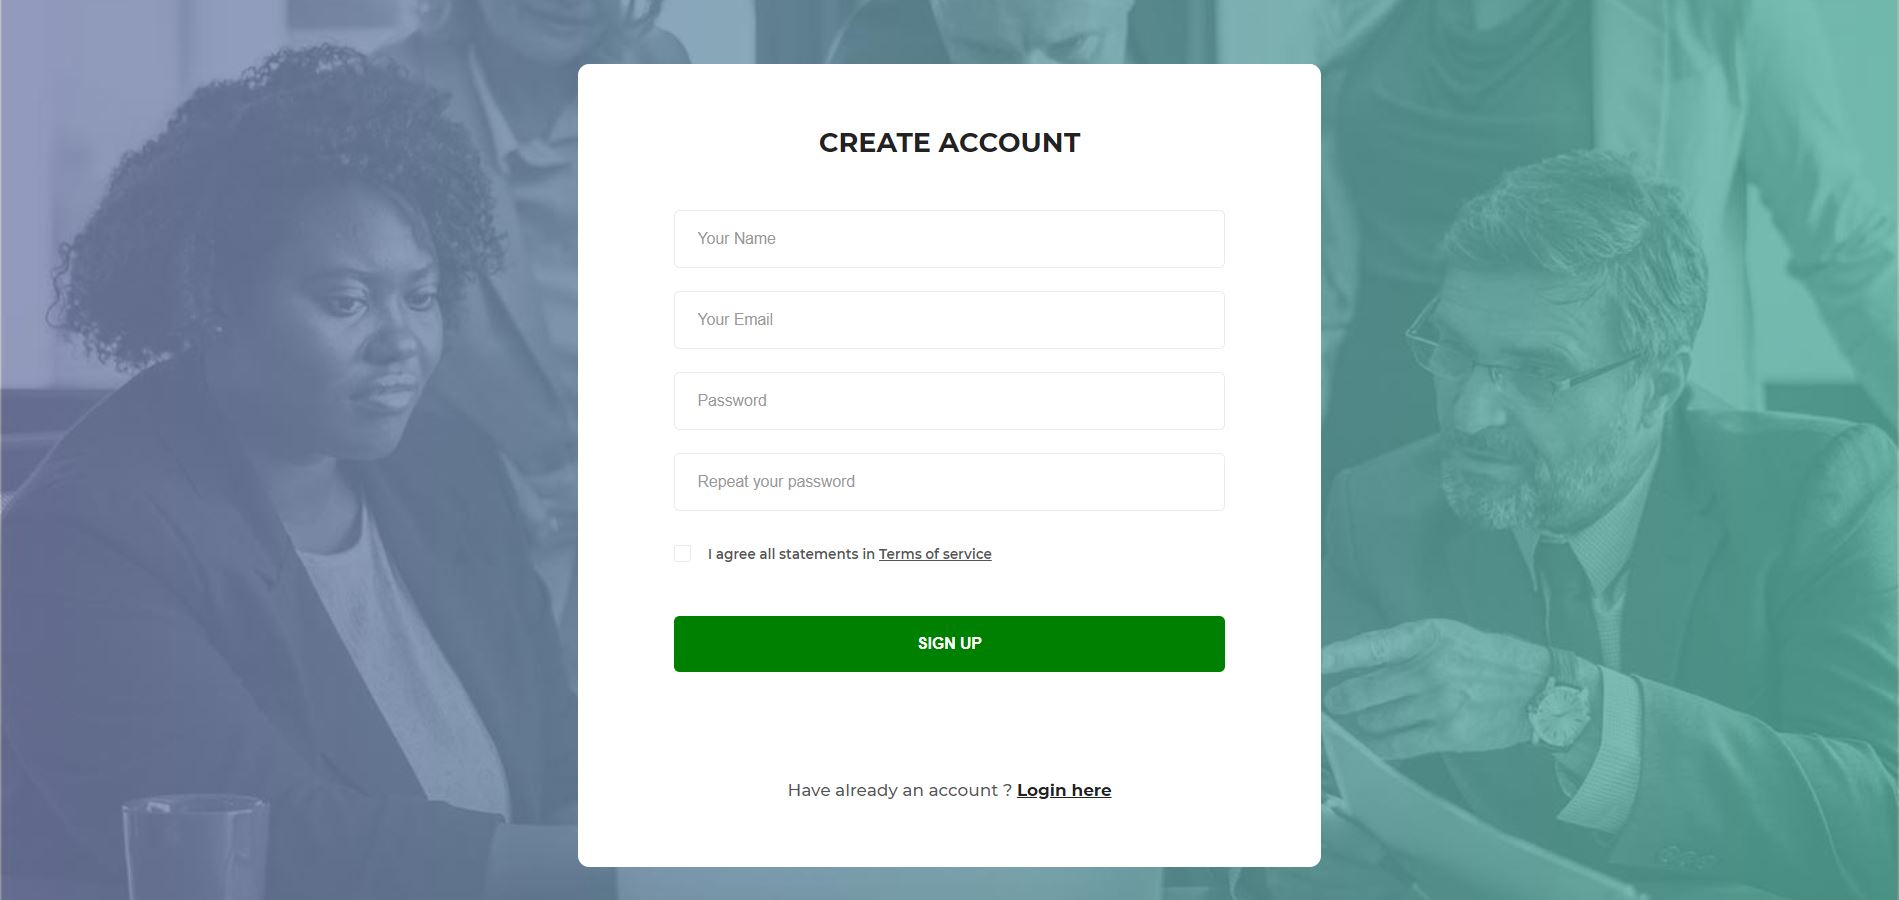 CREATE ACCOUNT
Your Name
Your Email
Password
Repeat your password
I agree all statements in Terms of service
SIGN UP
Have already an account ? Login here